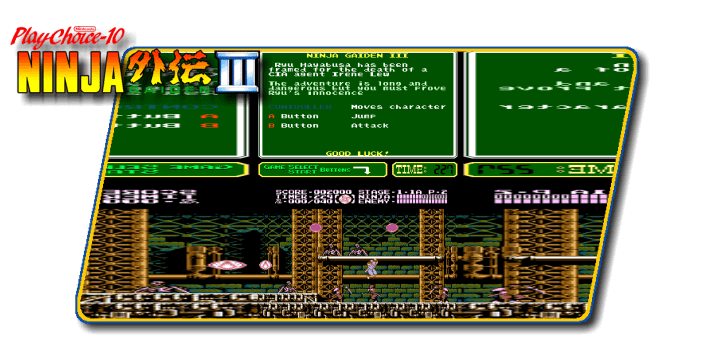 Nintendo
PlayChoice-10
NINJA外伝III
GAIDEN
NINJA GAIDEN III
Ryu Hayabusa has been
framed for the death of a
CIA agent Irene Lew
The adventure is long and
dangerous but you must prove
Ryu's innocence
CONTROLLER Moves character
A Button Jump
B Button Attack
GOOD LUCK!
GAME SELECT
START BUTTONS
TIME:
SCORE-002000 STAGE-1-1A P-2
NINJA-
ENEMY-